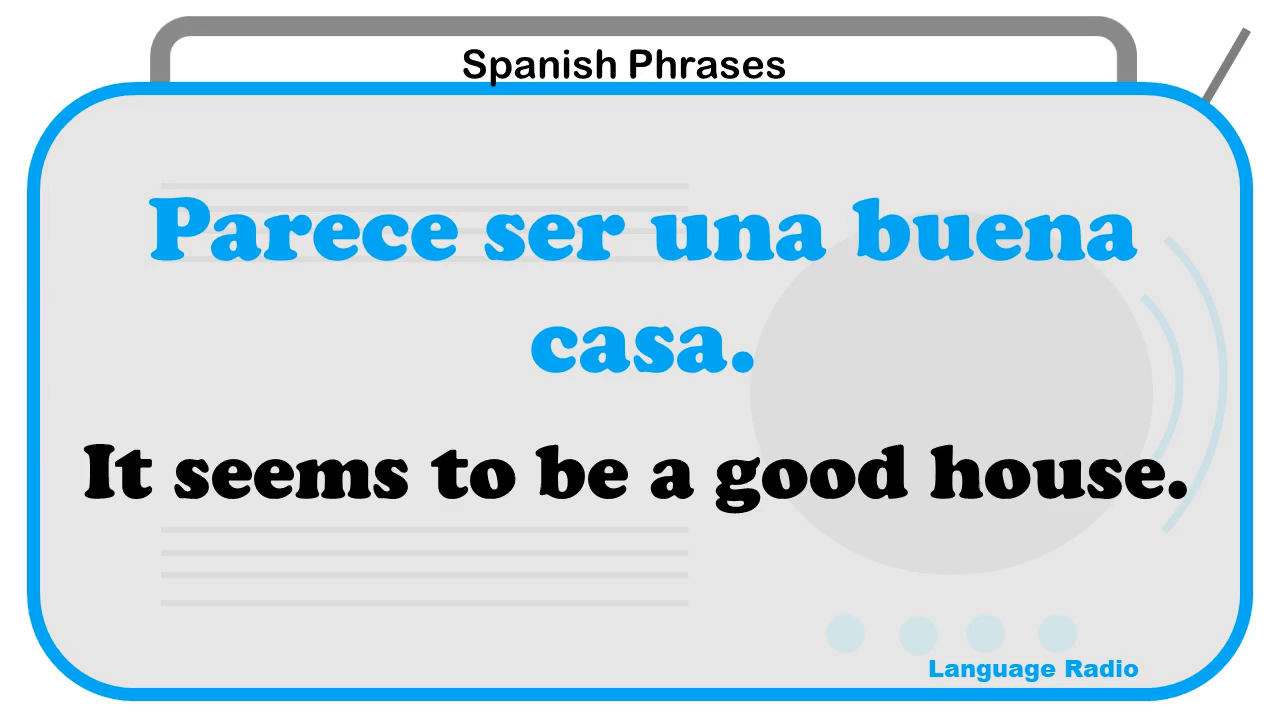 Spanish Phrases
Parece ser una buena
casa.
It seems to be a good house.
Language Radio